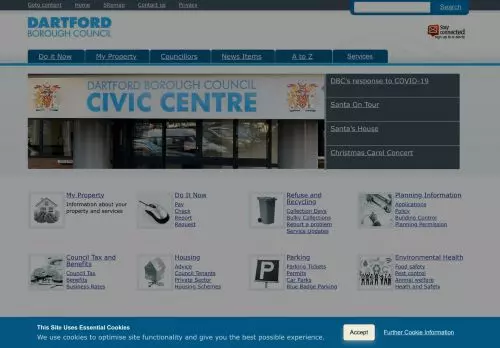 Goto content Home Sitemap Contact us Privacy Search
DARTFORD
BOROUGH COUNCIL
Stay
connected
sign up to e-alerts
Do it Now My Property Councillors News Items A to Z Services
DARTFORD BOROUGH COUNCIL
CIVIC CENTRE
DBC's response to COVID-19
Santa On Tour
Santa's House
Christmas Carol Concert
My Property
Information about your
property and services
Do It Now
Pay
Check
Report
Request
Refuse and
Recycling
Collection Days
Bulky Collections
Report a problem
Service Updates
Planning Information
Applications
Policy
Building Control
Planning Permission
Council Tax and
Benefits
Council Tax
Benefits
Business Rates
Housing
Advice
Council Tenants
Private Sector
Housing Schemes
Parking
Parking Tickets
Permits
Car Parks
Blue Badge Parking
Environmental Health
Food safety
Pest control
Animal welfare
Health and Safety
This Site Uses Essential Cookies
We use cookies to optimise site functionality and give you the best possible experience.
Accept
Further Cookie Information